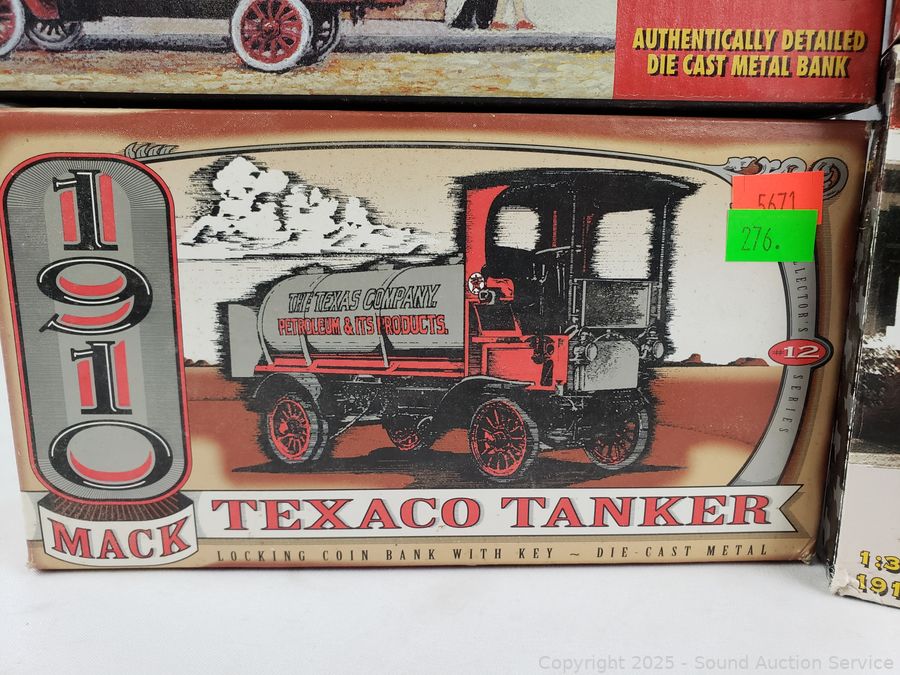 AUTHENTICALLY DETAILED
DIE CAST METAL BANK
1910
MACK
THE TEXAS COMPANY.
PETROLEUM & ITS PRODUCTS.
5671
276.
#12
SERIES
TEXACO TANKER
LOCKING COIN BANK WITH KEY ~ DIE-CAST METAL
Copyright © 2025 - Sound Auction Service